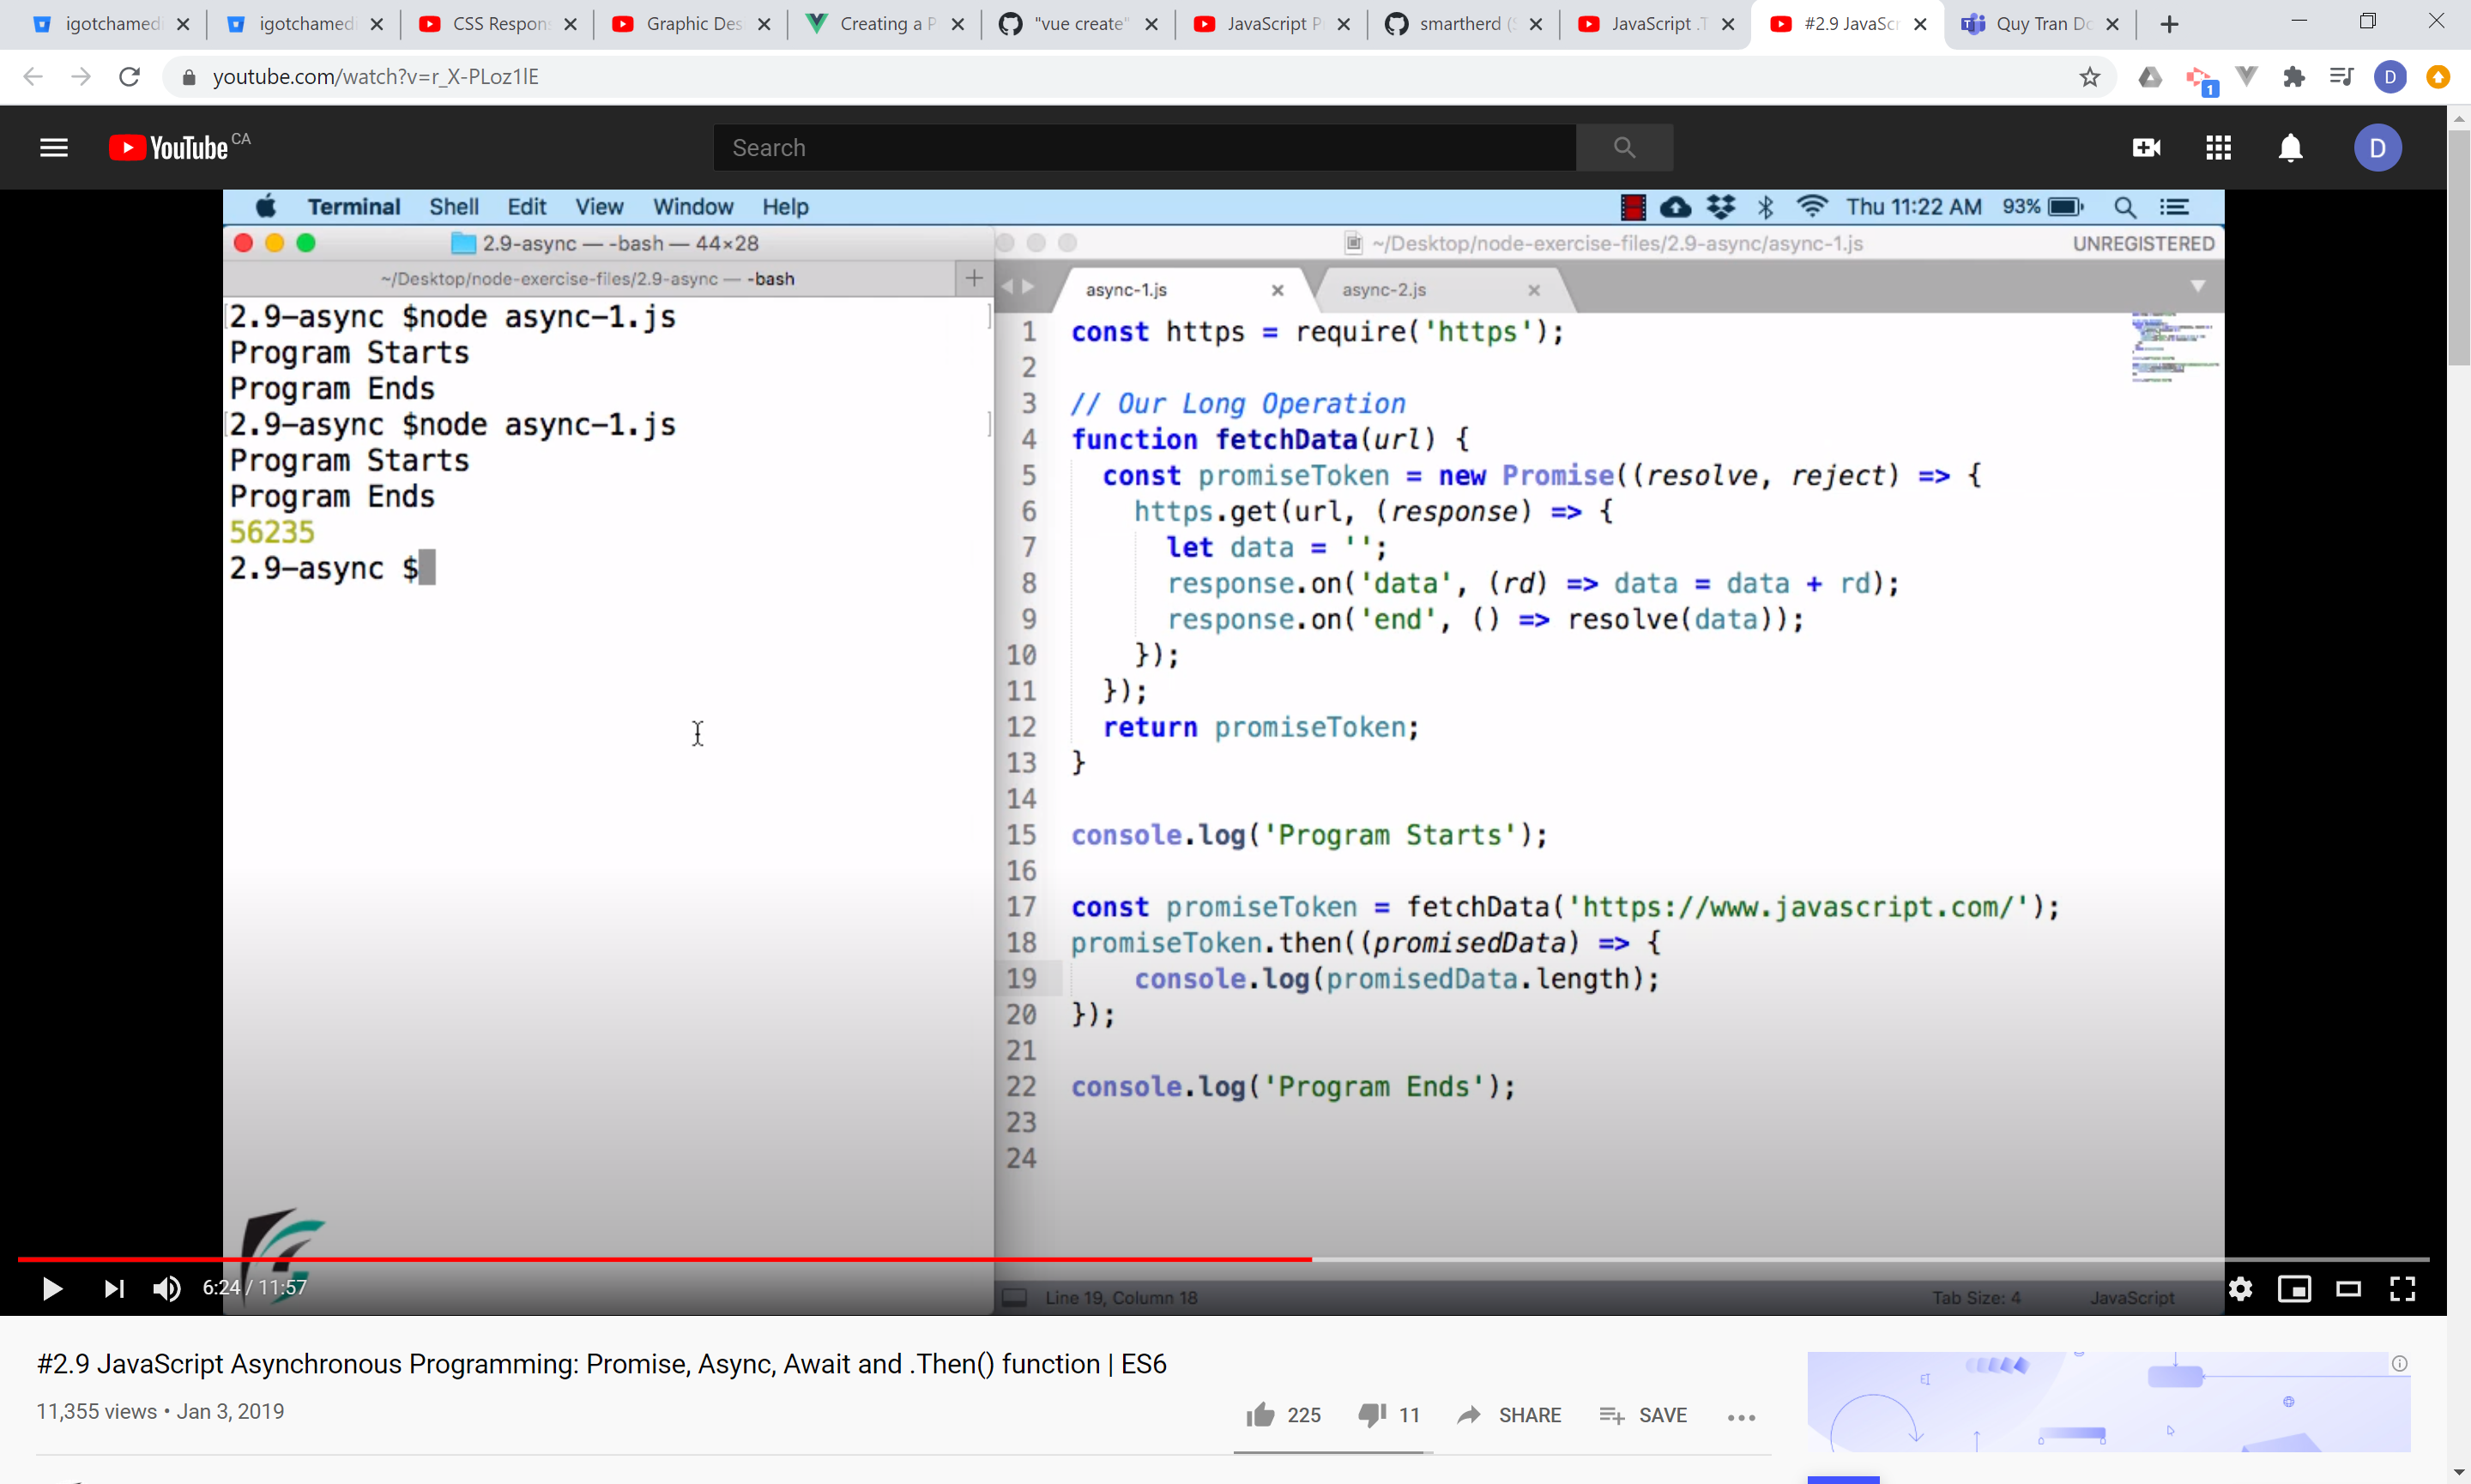 igotchamedi
igotchamedi
CSS Respon
Graphic Des
Creating a P
"vue create"
JavaScript P
smartherd (
JavaScript .T
#2.9 JavaScr
Quy Tran Do
youtube.com/watch?v=r_X-PLoz1lE
1
D
YouTube CA
Search
D
Terminal Shell Edit View Window Help
Thu 11:22 AM 93%
2.9-async — -bash — 44×28
~/Desktop/node-exercise-files/2.9-async — -bash
2.9-async $node async-1.js
Program Starts
Program Ends
2.9-async $node async-1.js
Program Starts
Program Ends
56235
2.9-async $
~/Desktop/node-exercise-files/2.9-async/async-1.js
UNREGISTERED
async-1.js
async-2.js
1 const https = require('https');
2
3 // Our Long Operation
4 function fetchData(url) {
5 const promiseToken = new Promise((resolve, reject) => {
6 https.get(url, (response) => {
7 let data = '';
8 response.on('data', (rd) => data = data + rd);
9 response.on('end', () => resolve(data));
10 });
11 });
12 return promiseToken;
13 }
14
15 console.log('Program Starts');
16
17 const promiseToken = fetchData('https://www.javascript.com/');
18 promiseToken.then((promisedData) => {
19 console.log(promisedData.length);
20 });
21
22 console.log('Program Ends');
23
24
6:24 / 11:57
Line 19, Column 18
Tab Size: 4
JavaScript
#2.9 JavaScript Asynchronous Programming: Promise, Async, Await and .Then() function | ES6
11,355 views • Jan 3, 2019
225
11
SHARE
SAVE